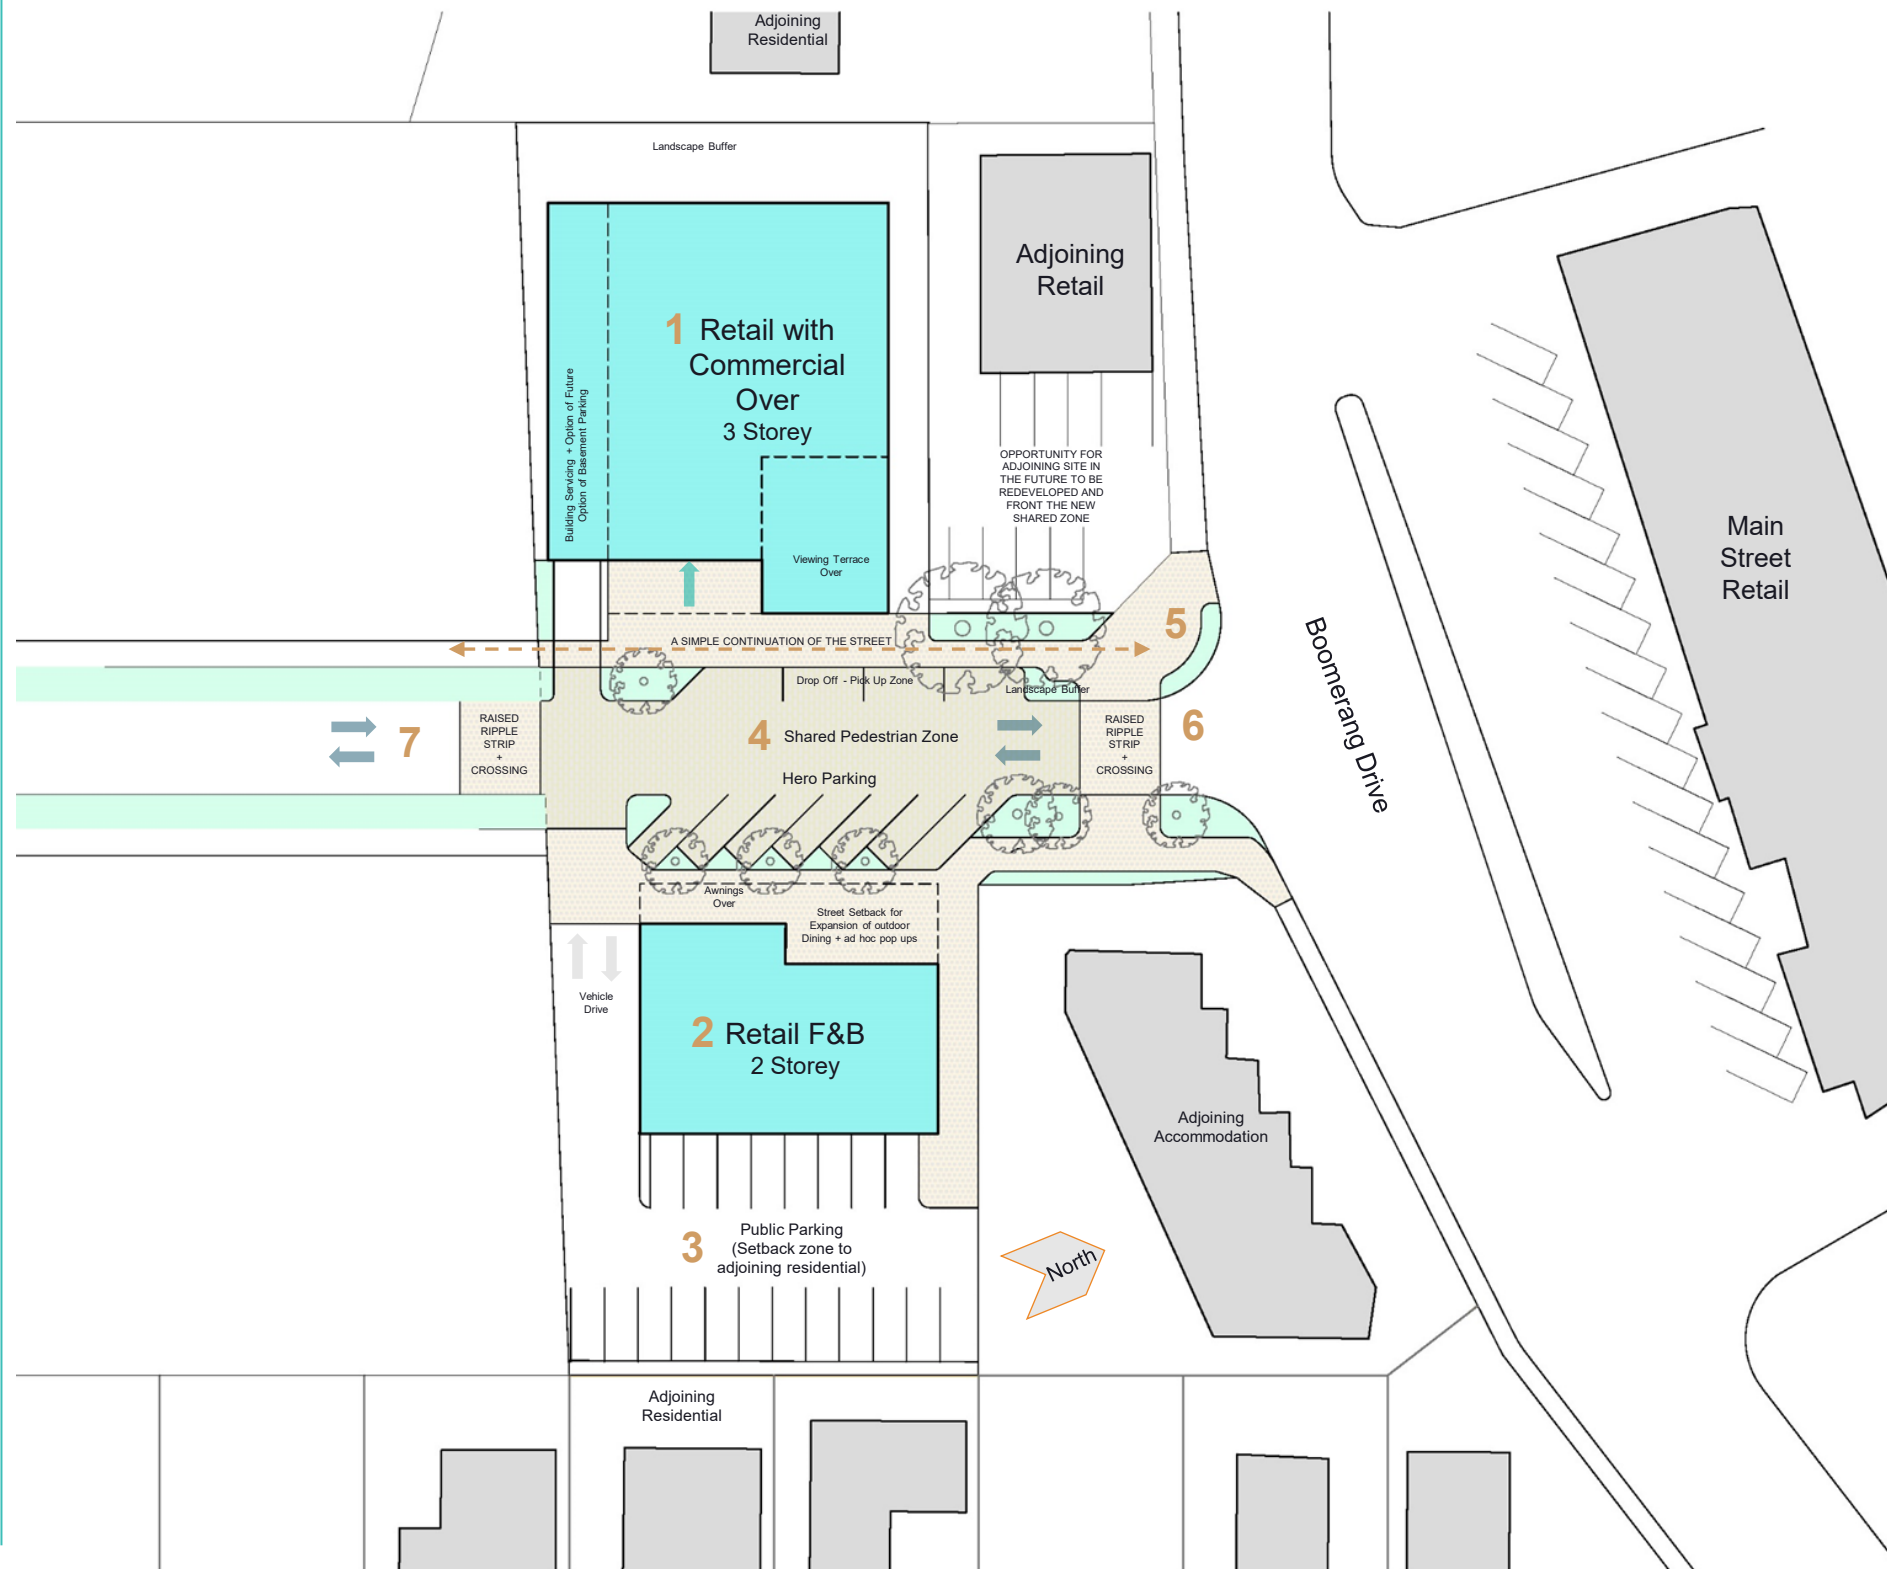 Adjoining
Residential
Landscape Buffer
Adjoining
Retail
1 Retail with
Commercial
Over
3 Storey
Building Servicing + Option of Future
Option of Basement Parking
Viewing Terrace
Over
OPPORTUNITY FOR
ADJOINING SITE IN
THE FUTURE TO BE
REDEVELOPED AND
FRONT THE NEW
SHARED ZONE
Main
Street
Retail
Boomerang Drive
A SIMPLE CONTINUATION OF THE STREET
5
Drop Off - Pick Up Zone
Landscape Buffer
7
RAISED
RIPPLE
STRIP
+
CROSSING
4 Shared Pedestrian Zone
RAISED
RIPPLE
STRIP
+
CROSSING
6
Hero Parking
Awnings
Over
Street Setback for
Expansion of outdoor
Dining + ad hoc pop ups
Vehicle
Drive
2 Retail F&B
2 Storey
Adjoining
Accommodation
3
Public Parking
(Setback zone to
adjoining residential)
North
Adjoining
Residential